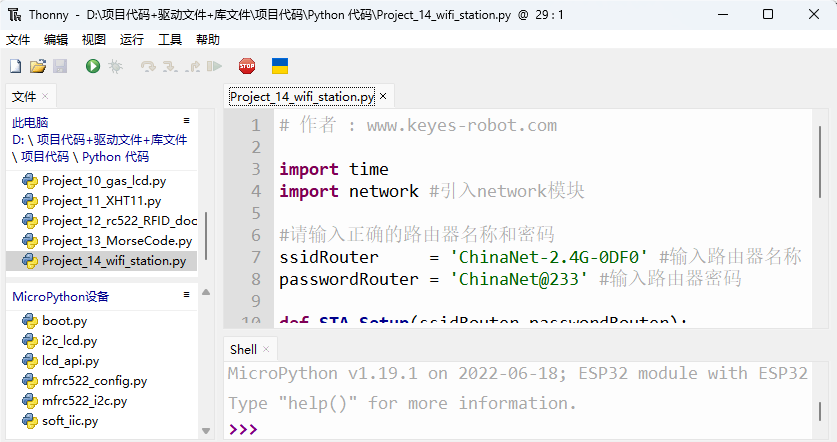 Thonny - D:\项目代码+驱动文件+库文件\项目代码\Python 代码\Project_14_wifi_station.py @ 29 : 1
文件 编辑 视图 运行 工具 帮助
STOP
文件
此电脑
D: \ 项目代码+驱动文件+库文件
\ 项目代码 \ Python 代码
Project_10_gas_lcd.py
Project_11_XHT11.py
Project_12_rc522_RFID_doc
Project_13_MorseCode.py
Project_14_wifi_station.py
MicroPython设备
boot.py
i2c_lcd.py
lcd_api.py
mfrc522_config.py
mfrc522_i2c.py
soft_iic.py
Project_14_wifi_station.py
1 # 作者 : www.keyes-robot.com
2
3 import time
4 import network #引入network模块
5
6 #请输入正确的路由器名称和密码
7 ssidRouter = 'ChinaNet-2.4G-0DF0' #输入路由器名称
8 passwordRouter = 'ChinaNet@233' #输入路由器密码
9
10 def STA_Setup(ssidRouter,passwordRouter):
Shell
MicroPython v1.19.1 on 2022-06-18; ESP32 module with ESP32
Type "help()" for more information.
>>>